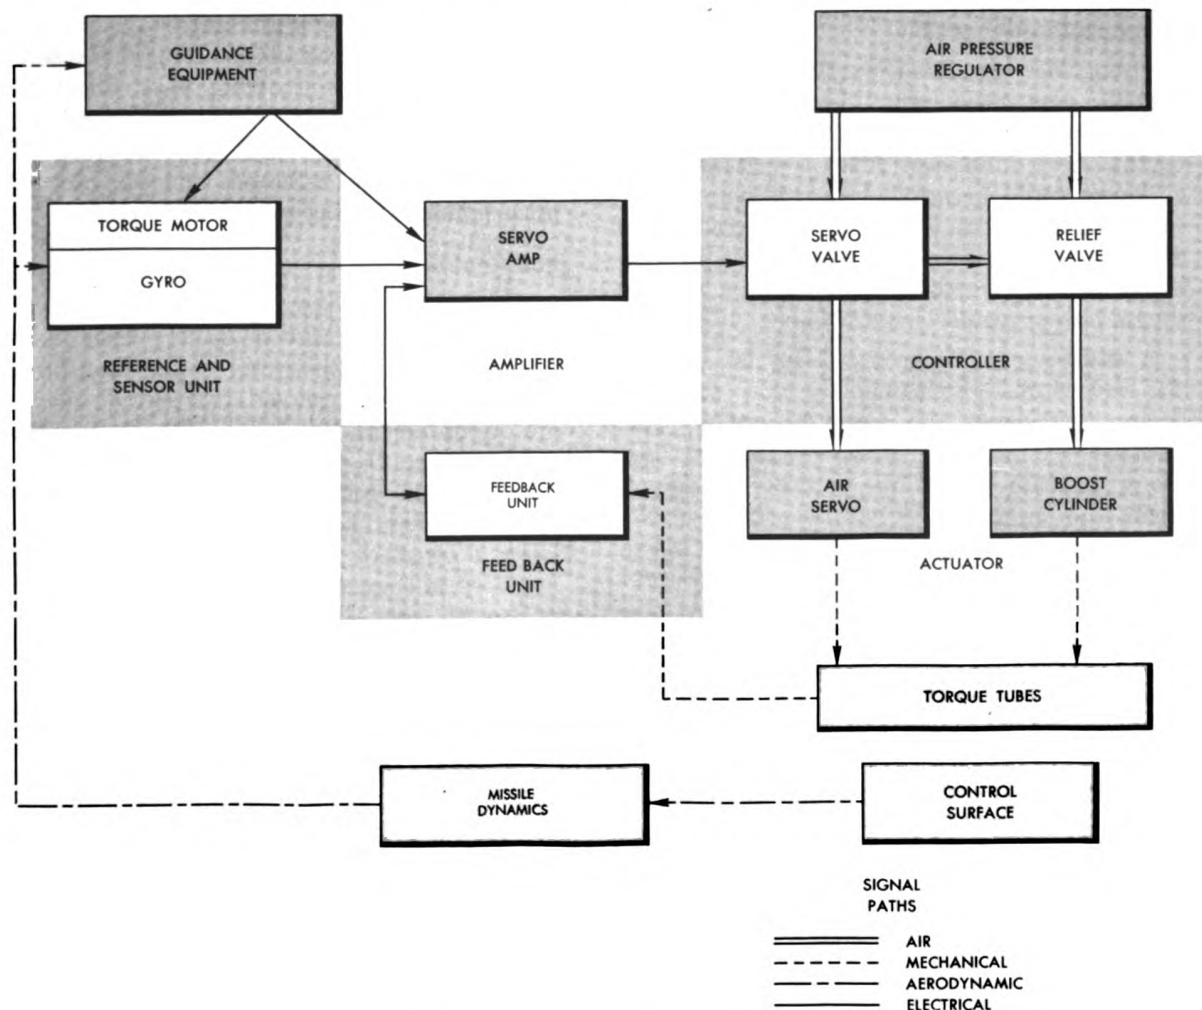 GUIDANCE
EQUIPMENT
AIR PRESSURE
REGULATOR
TORQUE MOTOR
GYRO
REFERENCE AND
SENSOR UNIT
SERVO
AMP
AMPLIFIER
SERVO
VALVE
RELIEF
VALVE
CONTROLLER
FEEDBACK
UNIT
FEED BACK
UNIT
AIR
SERVO
BOOST
CYLINDER
ACTUATOR
TORQUE TUBES
MISSILE
DYNAMICS
CONTROL
SURFACE
SIGNAL
PATHS
AIR
MECHANICAL
AERODYNAMIC
ELECTRICAL